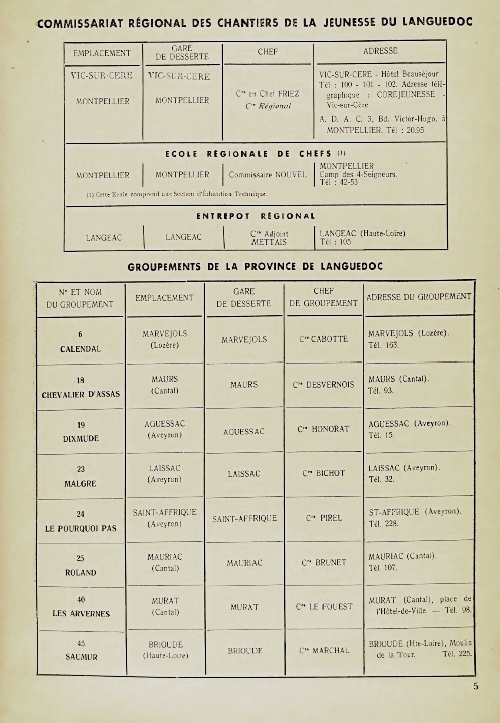 COMMISSARIAT RÉGIONAL DES CHANTIERS DE LA JEUNESSE DU LANGUEDOC
EMPLACEMENT
GARE
DE DESSERTE
CHEF
ADRESSE
VIC-SUR-CERE
VIC-SUR-CERE
VIC-SUR-CERE - Hôtel Beauséjour
Tél : 100 - 101 - 102. Adresse télé-
graphique : COREJEUNESSE -
Vic-sur-Cère
Cre en Chef FRIEZ
Cre Régional
MONTPELLIER
MONTPELLIER
A. D. A. C. 3, Bd. Victor-Hugo, à
MONTPELLIER. Tél : 20.95
ECOLE RÉGIONALE DE CHEFS (1)
MONTPELLIER
MONTPELLIER
Commissaire NOUVEL
MONTPELLIER
Camp des 4-Seigneurs.
Tél : 42-53
(1) Cette Ecole comprend une Section d'Éducation Technique.
ENTREPOT RÉGIONAL
LANGEAC
LANGEAC
Cre Adjoint
METTAIS
LANGEAC (Haute-Loire)
Tél : 105
GROUPEMENTS DE LA PROVINCE DE LANGUEDOC
N° ET NOM
DU GROUPEMENT
EMPLACEMENT
GARE
DE DESSERTE
CHEF
DE GROUPEMENT
ADRESSE DU GROUPEMENT
6
CALENDAL
MARVEJOLS
(Lozère)
MARVEJOLS
Cre CABOTTE
MARVEJOLS (Lozère).
Tél. 163.
18
CHEVALIER D'ASSAS
MAURS
(Cantal)
MAURS
Cre DESVERNOIS
MAURS (Cantal).
Tél. 93.
19
DIXMUDE
AGUESSAC
(Aveyron)
AGUESSAC
Cre HONORAT
AGUESSAC (Aveyron).
Tél. 15.
23
MALGRE
LAISSAC
(Aveyron)
LAISSAC
Cre BICHOT
LAISSAC (Aveyron).
Tél. 32.
24
LE POURQUOI PAS
SAINT-AFFRIQUE
(Aveyron)
SAINT-AFFRIQUE
Cre PIREL
ST-AFFRIQUE (Aveyron).
Tél. 228.
25
ROLAND
MAURIAC
(Cantal)
MAURIAC
Cre BRUNET
MAURIAC (Cantal).
Tél. 107.
40
LES ARVERNES
MURAT
(Cantal)
MURAT
Cre LE FOUEST
MURAT (Cantal), place de
l'Hôtel-de-Ville. — Tél. 98.
45
SAUMUR
BRIOUDE
(Haute-Loire)
BRIOUDE
Cre MARCHAL
BRIOUDE (Hte-Loire), Moulin
de la Tour. Tél. 225.
5